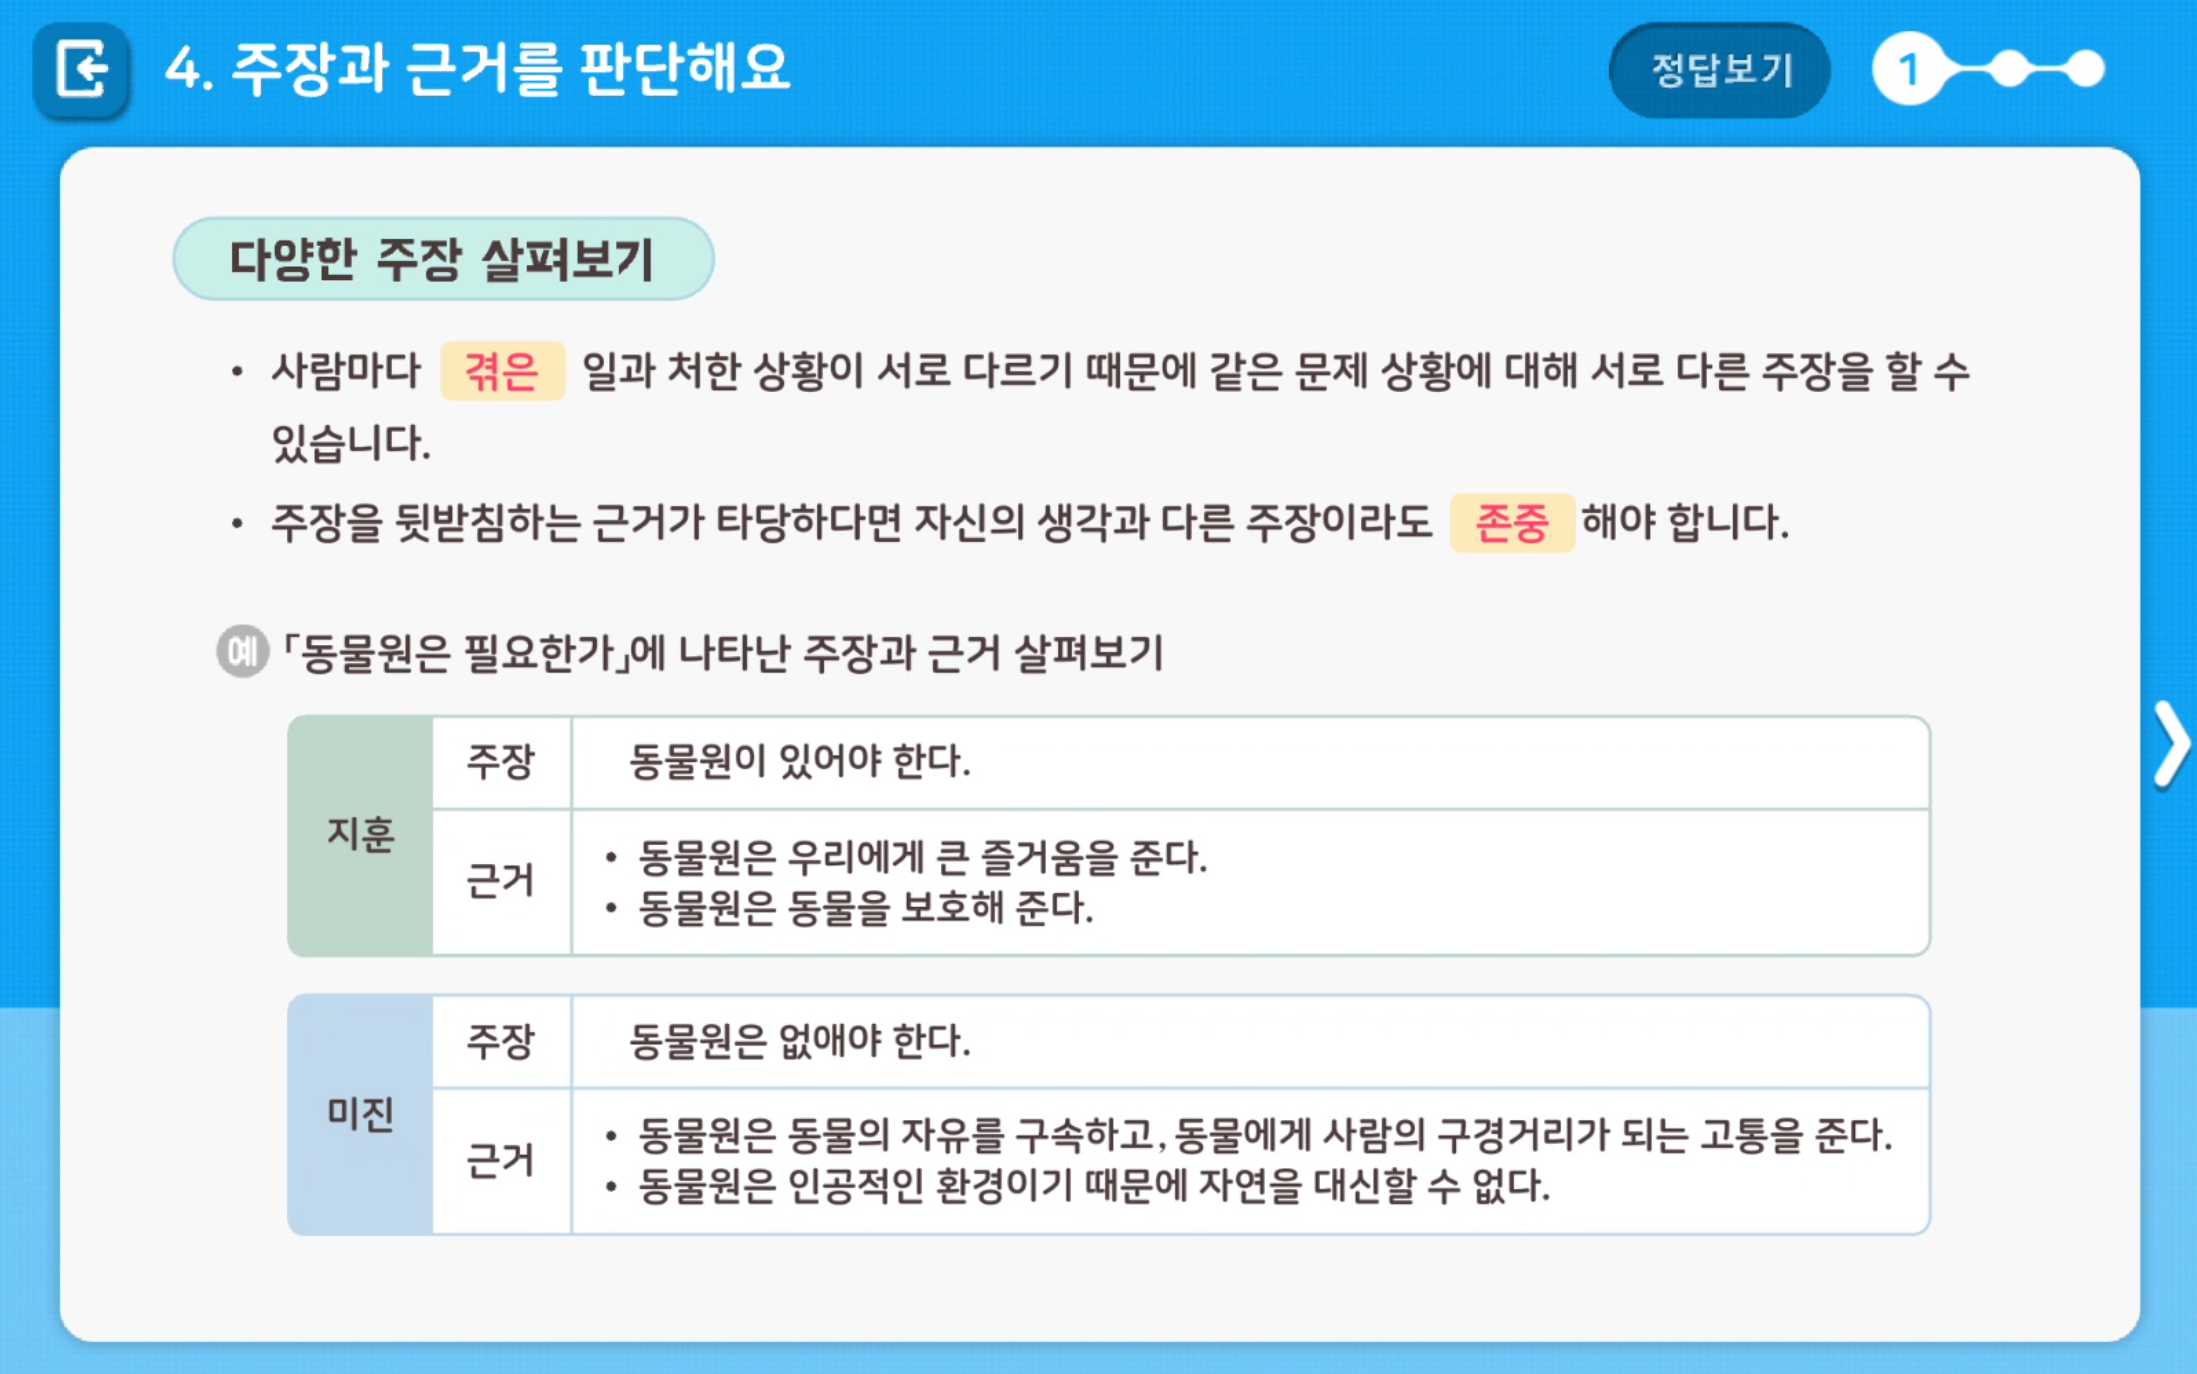 4. 주장과 근거를 판단해요
정답보기
1
다양한 주장 살펴보기
• 사람마다 겪은 일과 처한 상황이 서로 다르기 때문에 같은 문제 상황에 대해 서로 다른 주장을 할 수
있습니다.
• 주장을 뒷받침하는 근거가 타당하다면 자신의 생각과 다른 주장이라도 존중해야 합니다.
예 「동물원은 필요한가」에 나타난 주장과 근거 살펴보기
지훈
주장
동물원이 있어야 한다.
근거
• 동물원은 우리에게 큰 즐거움을 준다.
• 동물원은 동물을 보호해 준다.
미진
주장
동물원은 없애야 한다.
근거
• 동물원은 동물의 자유를 구속하고, 동물에게 사람의 구경거리가 되는 고통을 준다.
• 동물원은 인공적인 환경이기 때문에 자연을 대신할 수 없다.